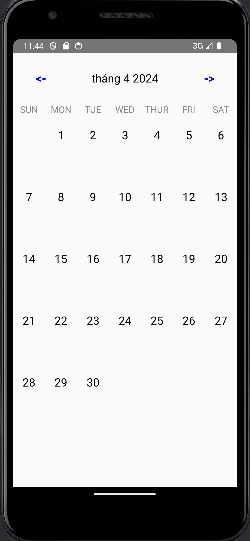 11:44 3G
<- tháng 4 2024 ->
SUN MON TUE WED THUR FRI SAT
1 2 3 4 5 6
7 8 9 10 11 12 13
14 15 16 17 18 19 20
21 22 23 24 25 26 27
28 29 30